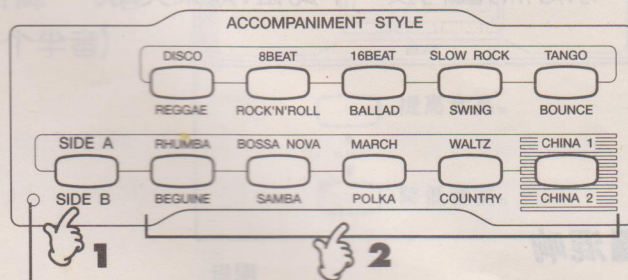 ACCOMPANIMENT STYLE
DISCO 8BEAT 16BEAT SLOW ROCK TANGO
REGGAE ROCK'N'ROLL BALLAD SWING BOUNCE
SIDE A RHUMBA BOSSA NOVA MARCH WALTZ CHINA 1
SIDE B BEGUINE SAMBA POLKA COUNTRY CHINA 2
1 2